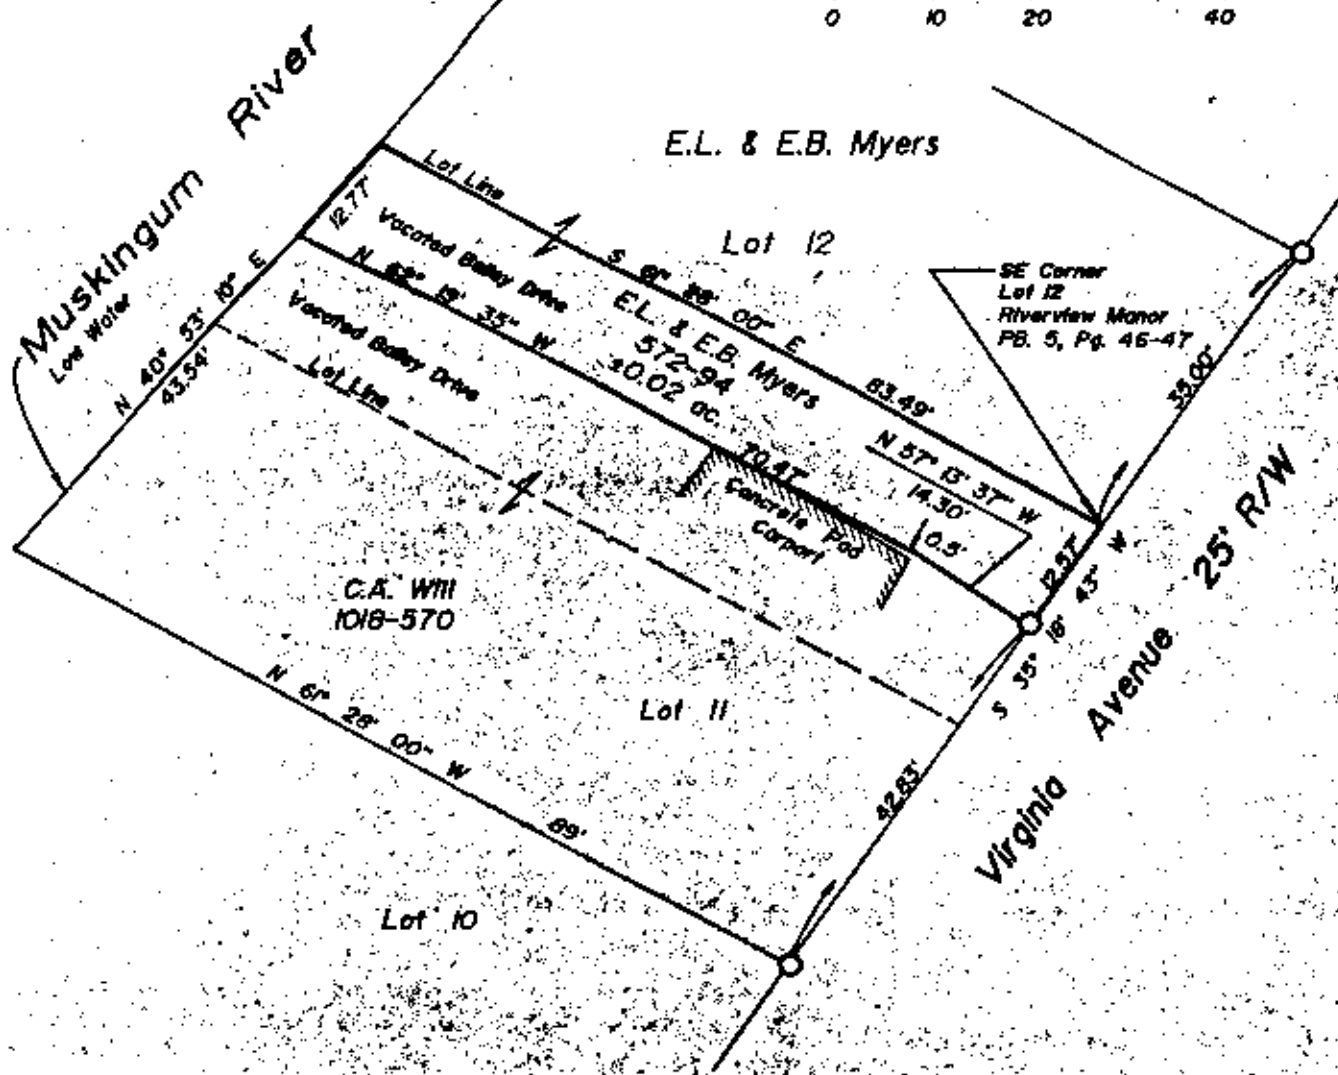 0 10 20 40
Muskingum River
Low Water
E.L. & E.B. Myers
Lot 12
Lot Line
12.77'
Vacated Bailey Drive
S 61° 28' 00" E
83.49'
SE Corner
Lot 12
Riverview Manor
PB. 5, Pg. 46-47
35.00'
N 62° 19' 35" W
70.47'
E.L. & E.B. Myers
572-94
±0.02 ac.
N 57° 13' 37" W
14.30'
0.5'
12.57'
Vacated Bailey Drive
Lot Line
N 40° 53' 10" E
43.54'
Concrete Pad
Carport
S 35° 16' 43" W
25' R/W
Virginia Avenue
C.A. Will
1018-570
Lot 11
42.83'
N 61° 28' 00" W
89'
Lot 10